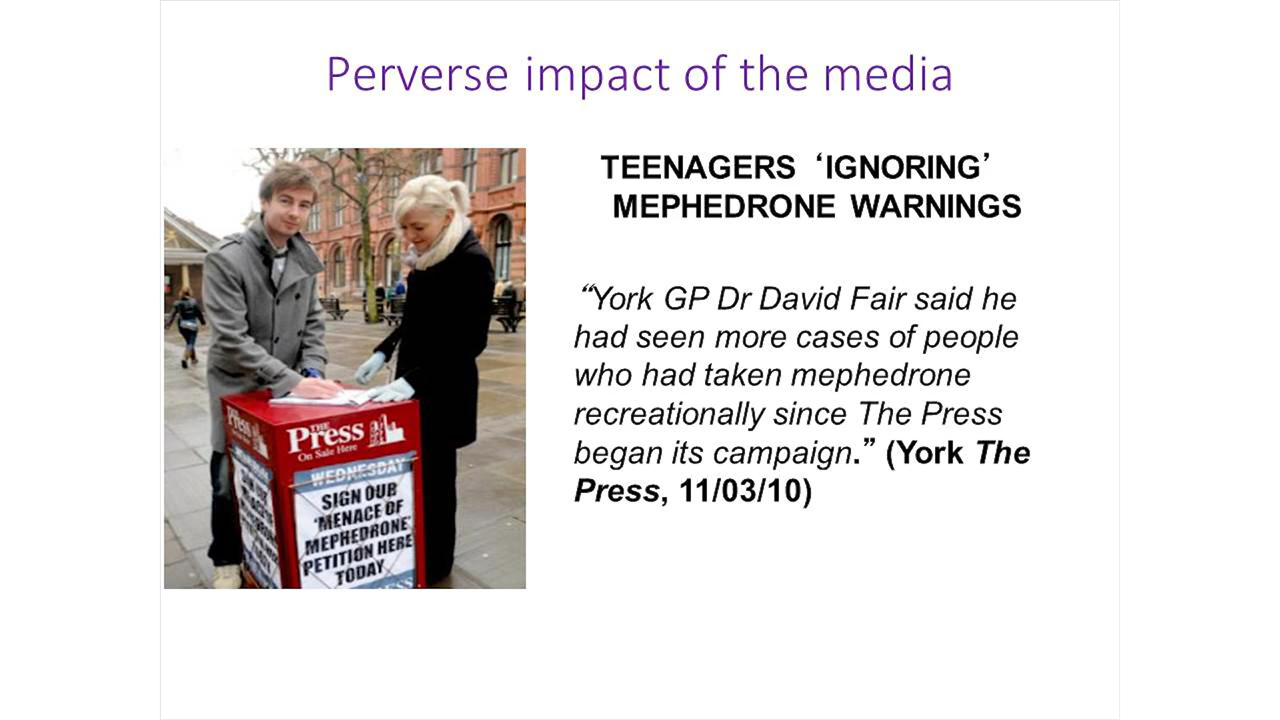 Perverse impact of the media
TEENAGERS ‘IGNORING’
MEPHEDRONE WARNINGS
“York GP Dr David Fair said he
had seen more cases of people
who had taken mephedrone
recreationally since The Press
began its campaign.” (York The
Press, 11/03/10)
THE
Press
On Sale Here
WEDNESDAY
SIGN OUR
‘MENACE OF
MEPHEDRONE’
PETITION HERE
TODAY